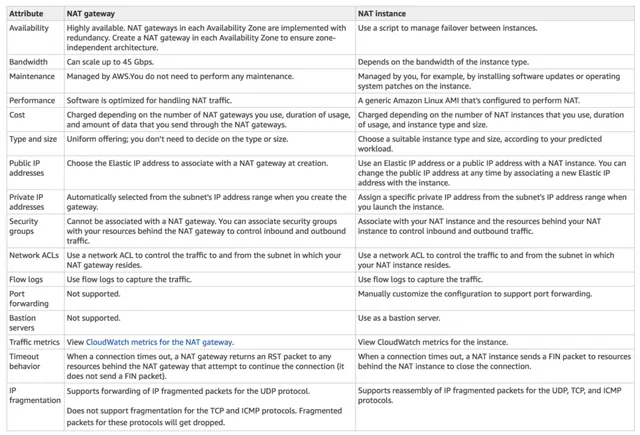 Attribute NAT gateway NAT instance
Availability Highly available. NAT gateways in each Availability Zone are implemented with Use a script to manage failover between instances.
redundancy. Create a NAT gateway in each Availability Zone to ensure zone-
independent architecture.
Bandwidth Can scale up to 45 Gbps. Depends on the bandwidth of the instance type.
Maintenance Managed by AWS.You do not need to perform any maintenance. Managed by you, for example, by installing software updates or operating
system patches on the instance.
Performance Software is optimized for handling NAT traffic. A generic Amazon Linux AMI that's configured to perform NAT.
Cost Charged depending on the number of NAT gateways you use, duration of usage, Charged depending on the number of NAT instances that you use, duration
and amount of data that you send through the NAT gateways. of usage, and instance type and size.
Type and size Uniform offering; you don't need to decide on the type or size. Choose a suitable instance type and size, according to your predicted
workload.
Public IP Choose the Elastic IP address to associate with a NAT gateway at creation. Use an Elastic IP address or a public IP address with a NAT instance. You can
addresses change the public IP address at any time by associating a new Elastic IP
address with the instance.
Private IP Automatically selected from the subnet's IP address range when you create the Assign a specific private IP address from the subnet's IP address range when
addresses gateway. you launch the instance.
Security Cannot be associated with a NAT gateway. You can associate security groups Associate with your NAT instance and the resources behind your NAT
groups with your resources behind the NAT gateway to control inbound and outbound instance to control inbound and outbound traffic.
traffic.
Network ACLs Use a network ACL to control the traffic to and from the subnet in which your Use a network ACL to control the traffic to and from the subnet in which
NAT gateway resides. your NAT instance resides.
Flow logs Use flow logs to capture the traffic. Use flow logs to capture the traffic.
Port Not supported. Manually customize the configuration to support port forwarding.
forwarding
Bastion Not supported. Use as a bastion server.
servers
Traffic metrics View CloudWatch metrics for the NAT gateway. View CloudWatch metrics for the instance.
Timeout When a connection times out, a NAT gateway returns an RST packet to any When a connection times out, a NAT instance sends a FIN packet to resources
behavior resources behind the NAT gateway that attempt to continue the connection (it behind the NAT instance to close the connection.
does not send a FIN packet).
IP Supports forwarding of IP fragmented packets for the UDP protocol. Supports reassembly of IP fragmented packets for the UDP, TCP, and ICMP
fragmentation protocols.
Does not support fragmentation for the TCP and ICMP protocols. Fragmented
packets for these protocols will get dropped.